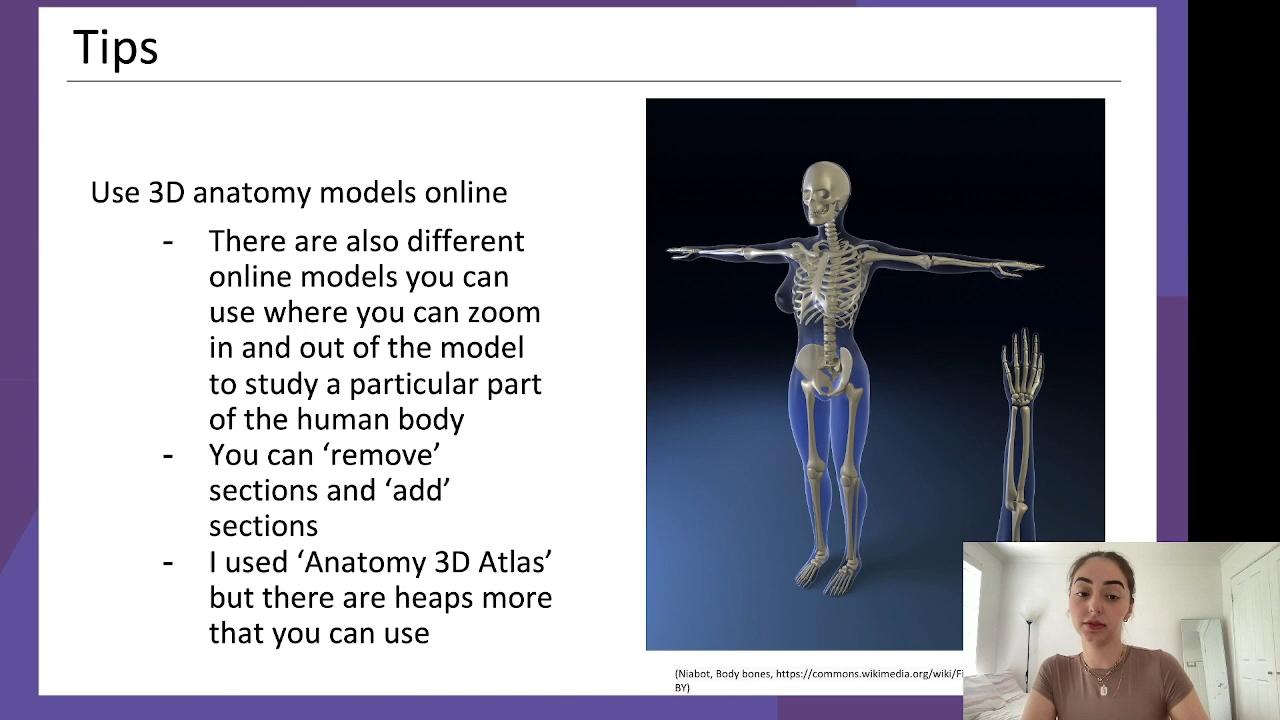 Tips
Use 3D anatomy models online
- There are also different
online models you can
use where you can zoom
in and out of the model
to study a particular part
of the human body
- You can ‘remove’
sections and ‘add’
sections
- I used ‘Anatomy 3D Atlas’
but there are heaps more
that you can use
(Niabot, Body bones, https://commons.wikimedia.org/wiki/Fi
BY)